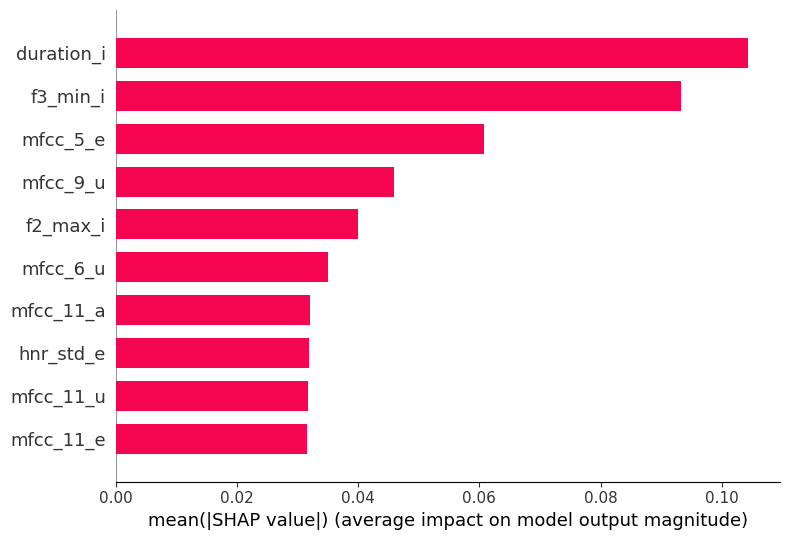 duration_i
f3_min_i
mfcc_5_e
mfcc_9_u
f2_max_i
mfcc_6_u
mfcc_11_a
hnr_std_e
mfcc_11_u
mfcc_11_e
0.00 0.02 0.04 0.06 0.08 0.10
mean(|SHAP value|) (average impact on model output magnitude)